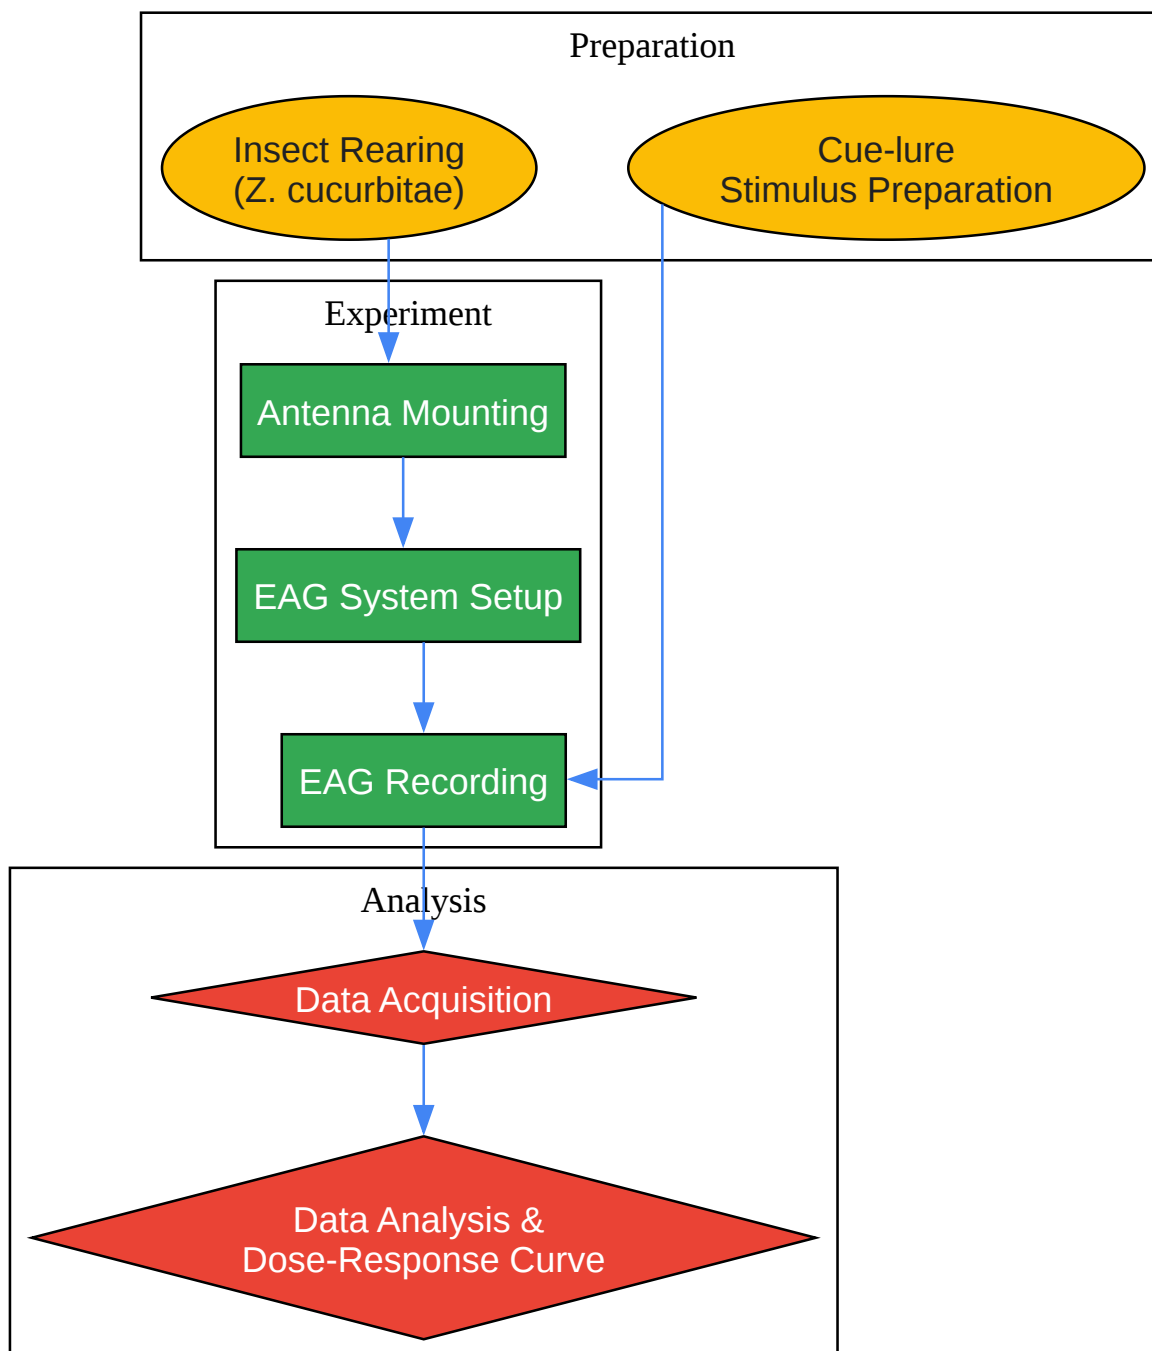 Preparation
Insect Rearing
(Z. cucurbitae)
Cue-lure
Stimulus Preparation
Experiment
Antenna Mounting
EAG System Setup
EAG Recording
Analysis
Data Acquisition
Data Analysis &
Dose-Response Curve